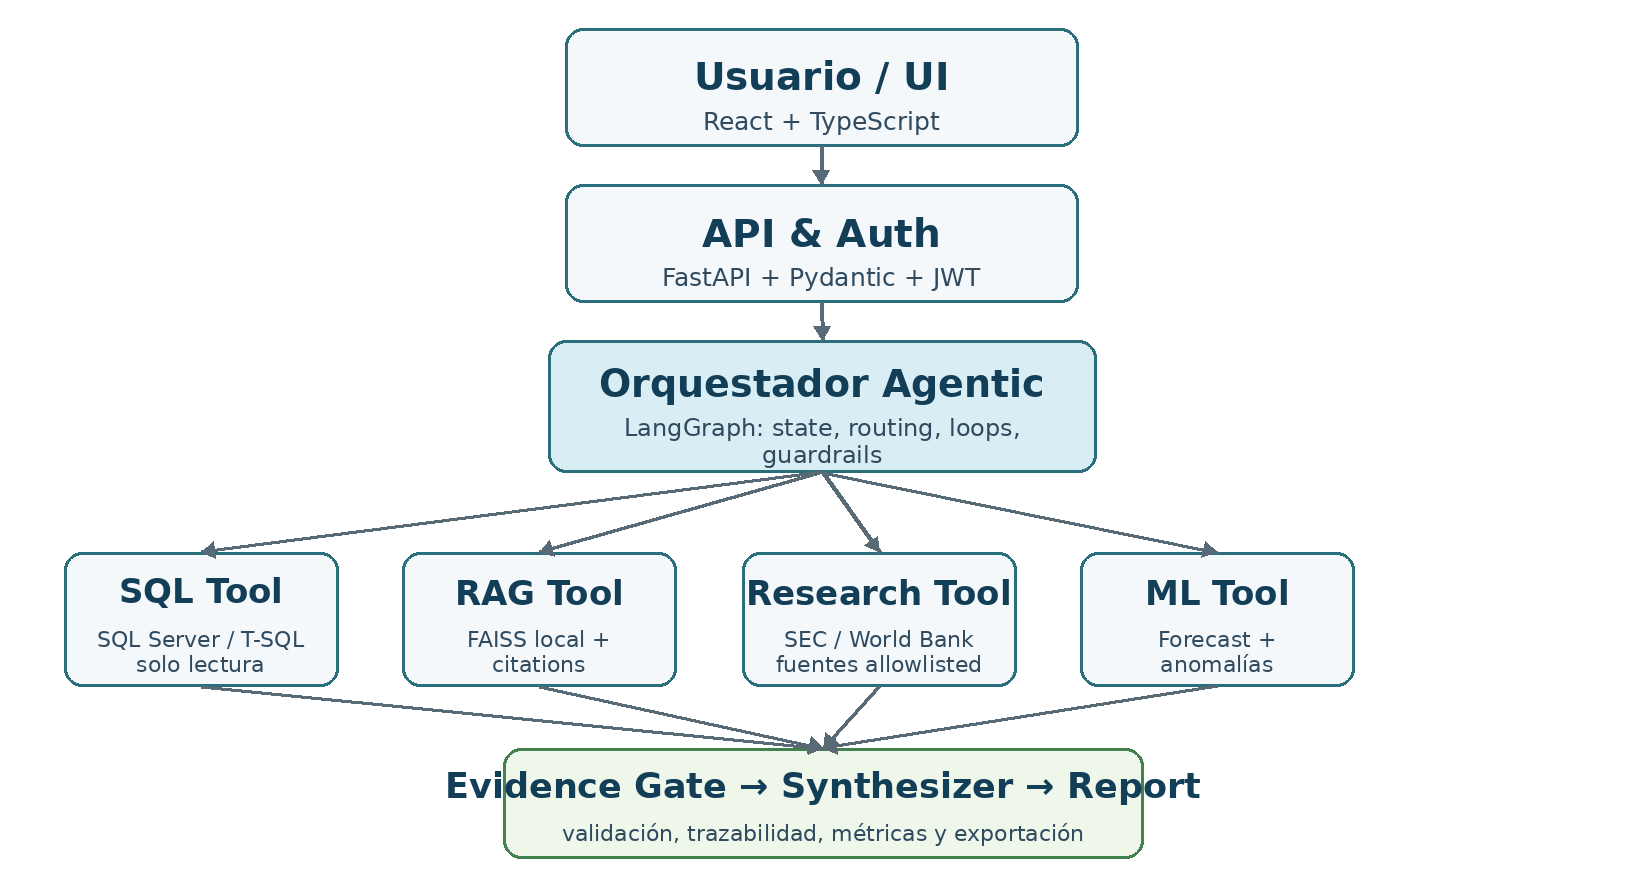 Usuario / UI
React + TypeScript
API & Auth
FastAPI + Pydantic + JWT
Orquestador Agentic
LangGraph: state, routing, loops,
guardrails
SQL Tool
SQL Server / T-SQL
solo lectura
RAG Tool
FAISS local +
citations
Research Tool
SEC / World Bank
fuentes allowlisted
ML Tool
Forecast +
anomalías
Evidence Gate → Synthesizer → Report
validación, trazabilidad, métricas y exportación